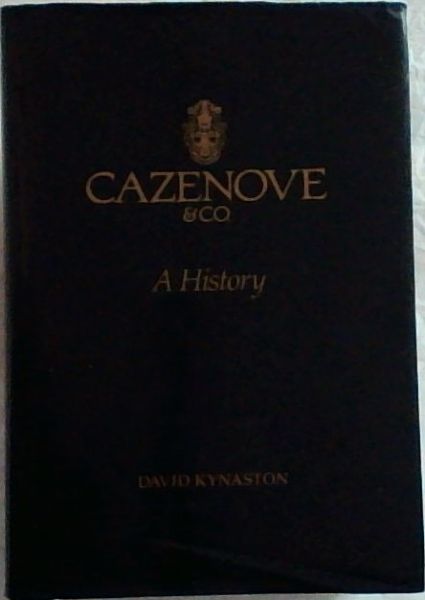 CAZENOVE
&CO
A History
DAVID KYNASTON